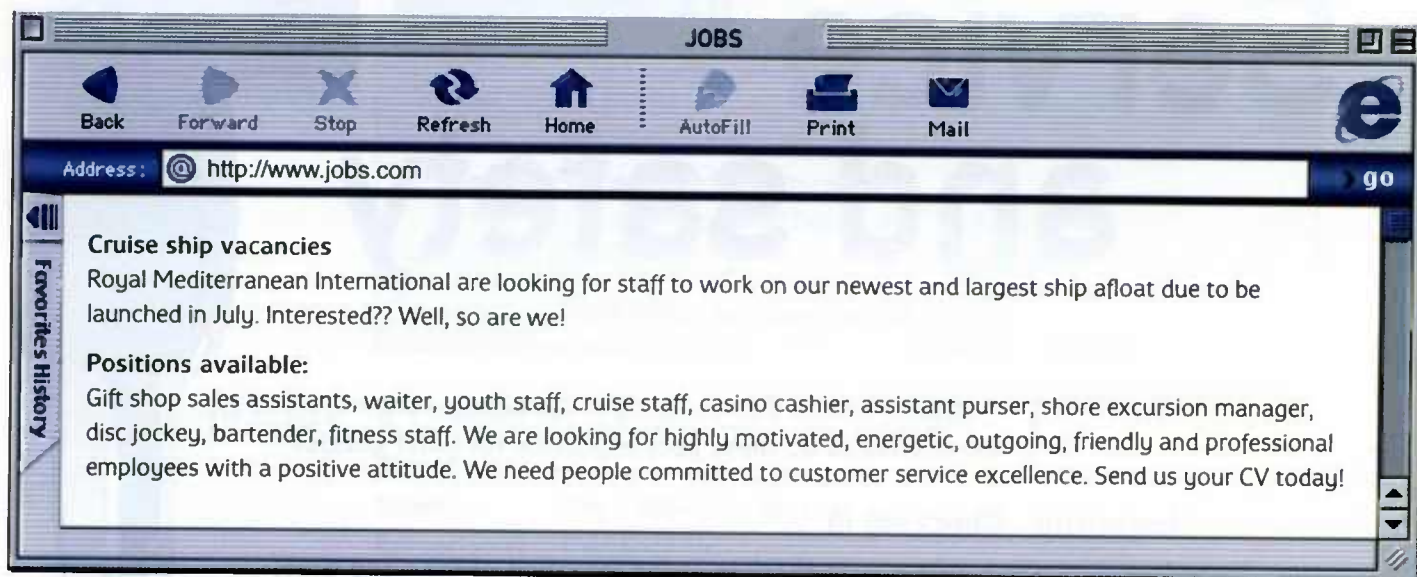 JOBS
Back Forward Stop Refresh Home AutoFill Print Mail
Address: @ http://www.jobs.com go
Favorites History
Cruise ship vacancies
Royal Mediterranean International are looking for staff to work on our newest and largest ship afloat due to be
launched in July. Interested?? Well, so are we!
Positions available:
Gift shop sales assistants, waiter, youth staff, cruise staff, casino cashier, assistant purser, shore excursion manager,
disc jockey, bartender, fitness staff. We are looking for highly motivated, energetic, outgoing, friendly and professional
employees with a positive attitude. We need people committed to customer service excellence. Send us your CV today!